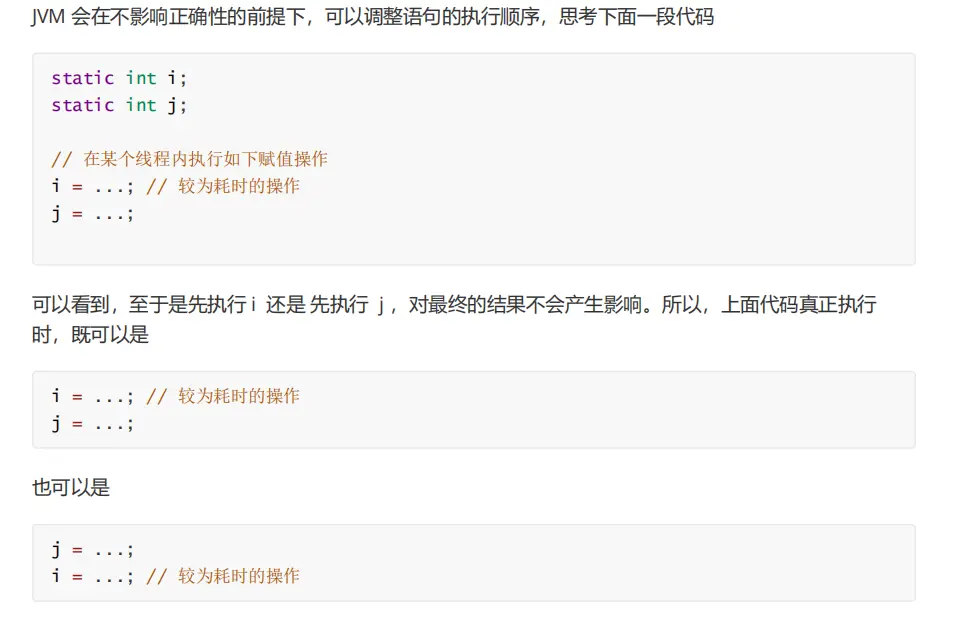 JVM 会在不影响正确性的前提下，可以调整语句的执行顺序，思考下面一段代码
static int i;
static int j;
// 在某个线程内执行如下赋值操作
i = ...; // 较为耗时的操作
j = ...;
可以看到，至于是先执行 i 还是 先执行 j ，对最终的结果不会产生影响。所以，上面代码真正执行
时，既可以是
i = ...; // 较为耗时的操作
j = ...;
也可以是
j = ...;
i = ...; // 较为耗时的操作